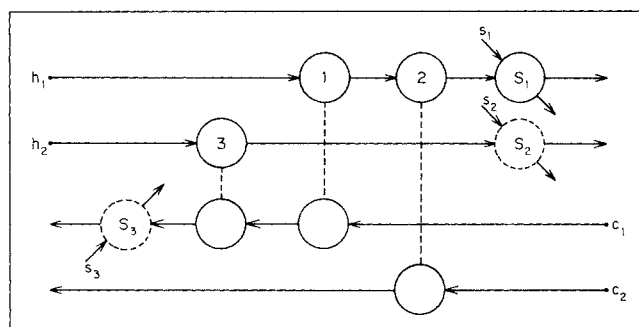 s₁
h₁ 1 2 S₁
s₂
h₂ 3 S₂
S₃ c₁
s₃
c₂